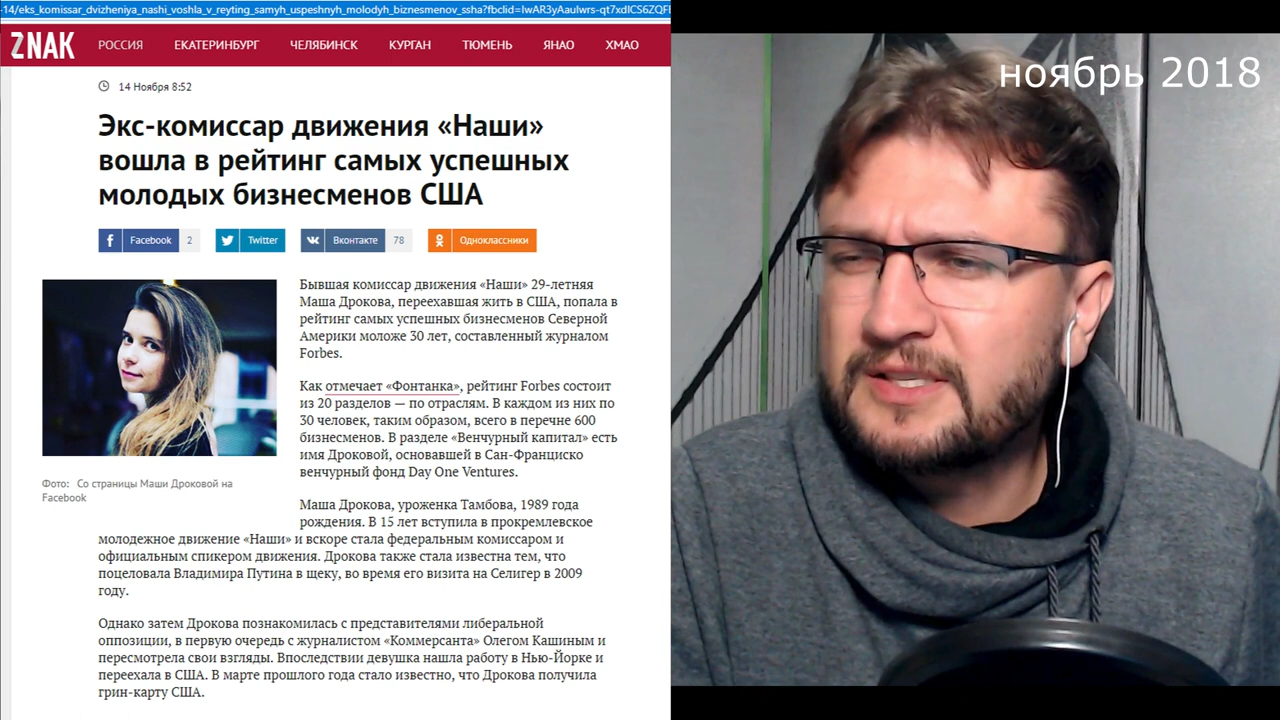 -14/eks_komissar_dvizheniya_nashi_voshla_v_reyting_samyh_uspeshnyh_molodyh_biznesmenov_ssha?fbclid=IwAR3yAaulwrs-qt7xdICS6ZQFI
ZNAK РОССИЯ ЕКАТЕРИНБУРГ ЧЕЛЯБИНСК КУРГАН ТЮМЕНЬ ЯНАО ХМАО
ноябрь 2018
14 Ноября 8:52
Экс-комиссар движения «Наши»
вошла в рейтинг самых успешных
молодых бизнесменов США
Facebook 2 Twitter Вконтакте 78 Одноклассники
Бывшая комиссар движения «Наши» 29-летняя
Маша Дрокова, переехавшая жить в США, попала в
рейтинг самых успешных бизнесменов Северной
Америки моложе 30 лет, составленный журналом
Forbes.
Как отмечает «Фонтанка», рейтинг Forbes состоит
из 20 разделов — по отраслям. В каждом из них по
30 человек, таким образом, всего в перечне 600
бизнесменов. В разделе «Венчурный капитал» есть
имя Дроковой, основавшей в Сан-Франциско
венчурный фонд Day One Ventures.
Фото: Со страницы Маши Дроковой на
Facebook
Маша Дрокова, уроженка Тамбова, 1989 года
рождения. В 15 лет вступила в прокремлевское
молодежное движение «Наши» и вскоре стала федеральным комиссаром и
официальным спикером движения. Дрокова также стала известна тем, что
поцеловала Владимира Путина в щеку, во время его визита на Селигер в 2009
году.
Однако затем Дрокова познакомилась с представителями либеральной
оппозиции, в первую очередь с журналистом «Коммерсанта» Олегом Кашиным и
пересмотрела свои взгляды. Впоследствии девушка нашла работу в Нью-Йорке и
переехала в США. В марте прошлого года стало известно, что Дрокова получила
грин-карту США.